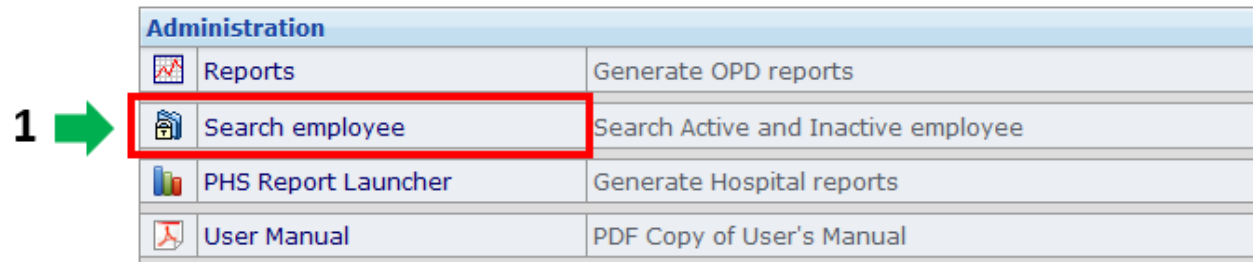 Administration
Reports Generate OPD reports
1 Search employee Search Active and Inactive employee
PHS Report Launcher Generate Hospital reports
User Manual PDF Copy of User's Manual